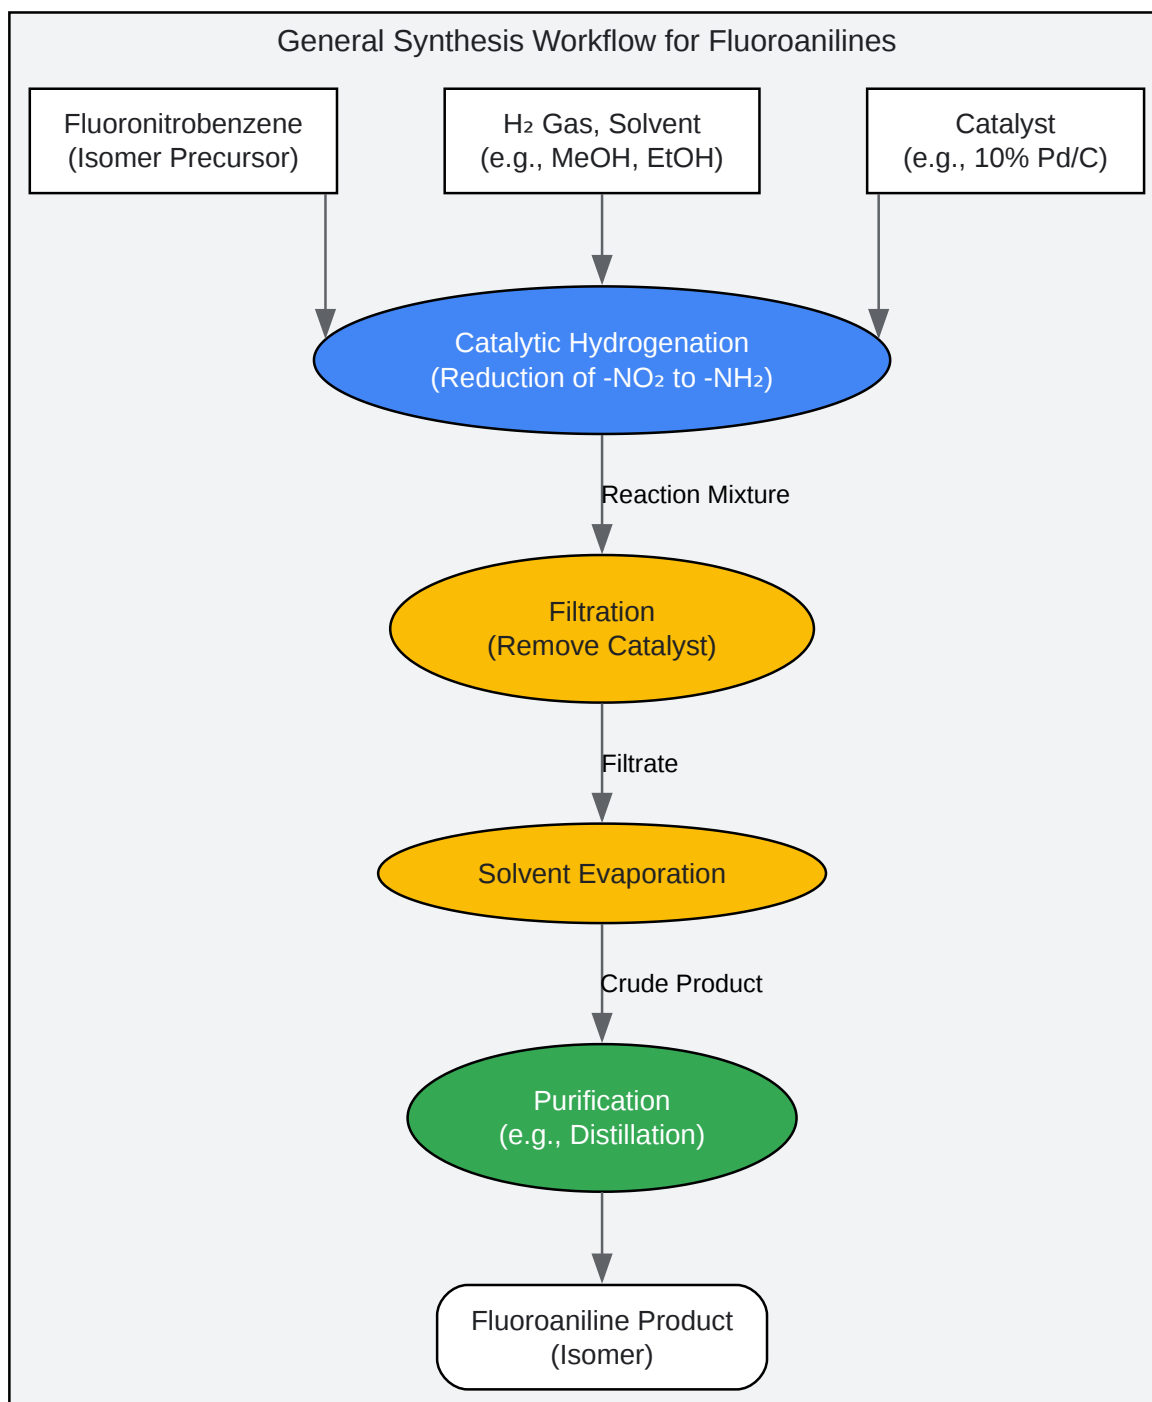 General Synthesis Workflow for Fluoroanilines
Fluoronitrobenzene
(Isomer Precursor)
H₂ Gas, Solvent
(e.g., MeOH, EtOH)
Catalyst
(e.g., 10% Pd/C)
Catalytic Hydrogenation
(Reduction of -NO₂ to -NH₂)
Reaction Mixture
Filtration
(Remove Catalyst)
Filtrate
Solvent Evaporation
Crude Product
Purification
(e.g., Distillation)
Fluoroaniline Product
(Isomer)